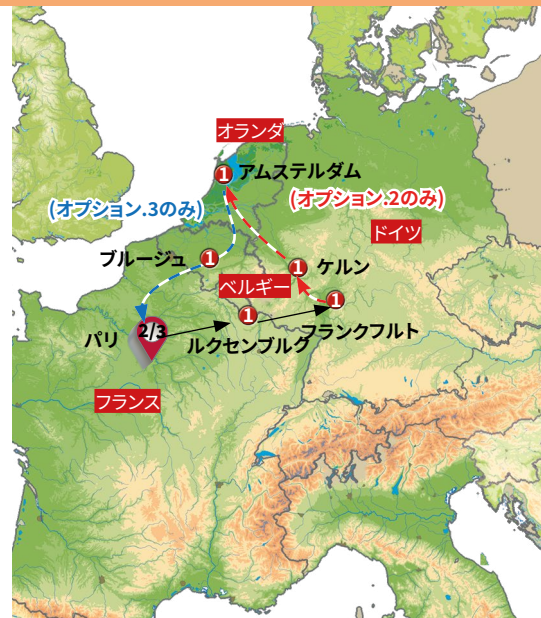 オランダ
1
アムステルダム
(オプション.3のみ)
(オプション.2のみ)
ドイツ
ブルージュ
1
1
ケルン
ベルギー
1
1
フランクフルト
パリ
2/3
ルクセンブルグ
フランス